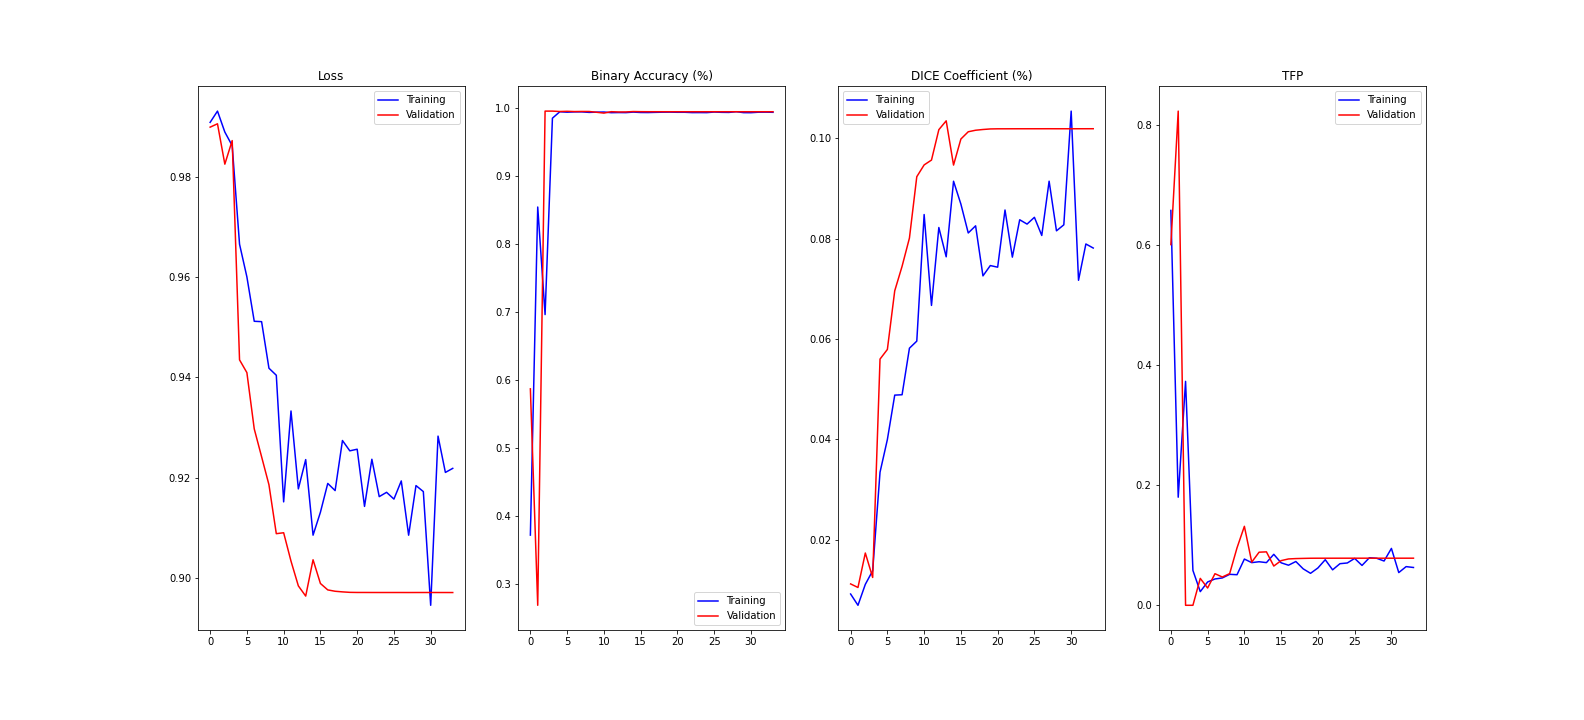 Loss
Training
Validation
0.98
0.96
0.94
0.92
0.90
0 5 10 15 20 25 30
Binary Accuracy (%)
1.0
0.9
0.8
0.7
0.6
0.5
0.4
0.3
Training
Validation
0 5 10 15 20 25 30
DICE Coefficient (%)
Training
Validation
0.10
0.08
0.06
0.04
0.02
0 5 10 15 20 25 30
TFP
Training
Validation
0.8
0.6
0.4
0.2
0.0
0 5 10 15 20 25 30